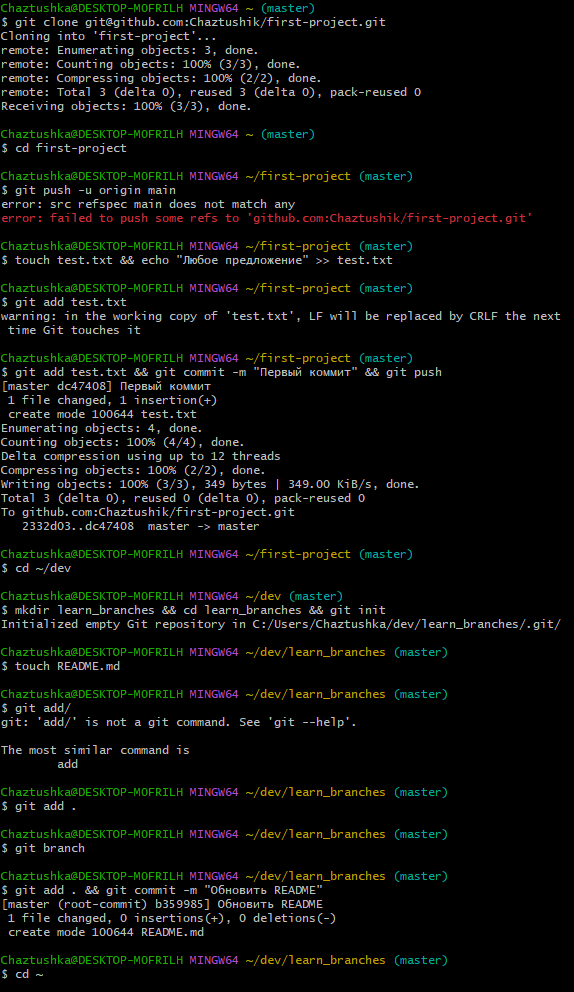 Chaztushka@DESKTOP-M0FRILH MINGW64 ~ (master)
$ git clone git@github.com:Chaztushik/first-project.git
Cloning into 'first-project'...
remote: Enumerating objects: 3, done.
remote: Counting objects: 100% (3/3), done.
remote: Compressing objects: 100% (2/2), done.
remote: Total 3 (delta 0), reused 3 (delta 0), pack-reused 0
Receiving objects: 100% (3/3), done.
Chaztushka@DESKTOP-M0FRILH MINGW64 ~ (master)
$ cd first-project
Chaztushka@DESKTOP-M0FRILH MINGW64 ~/first-project (master)
$ git push -u origin main
error: src refspec main does not match any
error: failed to push some refs to 'github.com:Chaztushik/first-project.git'
Chaztushka@DESKTOP-M0FRILH MINGW64 ~/first-project (master)
$ touch test.txt && echo "Любое предложение" >> test.txt
Chaztushka@DESKTOP-M0FRILH MINGW64 ~/first-project (master)
$ git add test.txt
warning: in the working copy of 'test.txt', LF will be replaced by CRLF the next
 time Git touches it
Chaztushka@DESKTOP-M0FRILH MINGW64 ~/first-project (master)
$ git add test.txt && git commit -m "Первый коммит" && git push
[master dc47408] Первый коммит
 1 file changed, 1 insertion(+)
 create mode 100644 test.txt
Enumerating objects: 4, done.
Counting objects: 100% (4/4), done.
Delta compression using up to 12 threads
Compressing objects: 100% (2/2), done.
Writing objects: 100% (3/3), 349 bytes | 349.00 KiB/s, done.
Total 3 (delta 0), reused 0 (delta 0), pack-reused 0
To github.com:Chaztushik/first-project.git
   2332d03..dc47408  master -> master
Chaztushka@DESKTOP-M0FRILH MINGW64 ~/first-project (master)
$ cd ~/dev
Chaztushka@DESKTOP-M0FRILH MINGW64 ~/dev (master)
$ mkdir learn_branches && cd learn_branches && git init
Initialized empty Git repository in C:/Users/Chaztushka/dev/learn_branches/.git/
Chaztushka@DESKTOP-M0FRILH MINGW64 ~/dev/learn_branches (master)
$ touch README.md
Chaztushka@DESKTOP-M0FRILH MINGW64 ~/dev/learn_branches (master)
$ git add/
git: 'add/' is not a git command. See 'git --help'.
The most similar command is
        add
Chaztushka@DESKTOP-M0FRILH MINGW64 ~/dev/learn_branches (master)
$ git add .
Chaztushka@DESKTOP-M0FRILH MINGW64 ~/dev/learn_branches (master)
$ git branch
Chaztushka@DESKTOP-M0FRILH MINGW64 ~/dev/learn_branches (master)
$ git add . && git commit -m "Обновить README"
[master (root-commit) b359985] Обновить README
 1 file changed, 0 insertions(+), 0 deletions(-)
 create mode 100644 README.md
Chaztushka@DESKTOP-M0FRILH MINGW64 ~/dev/learn_branches (master)
$ cd ~